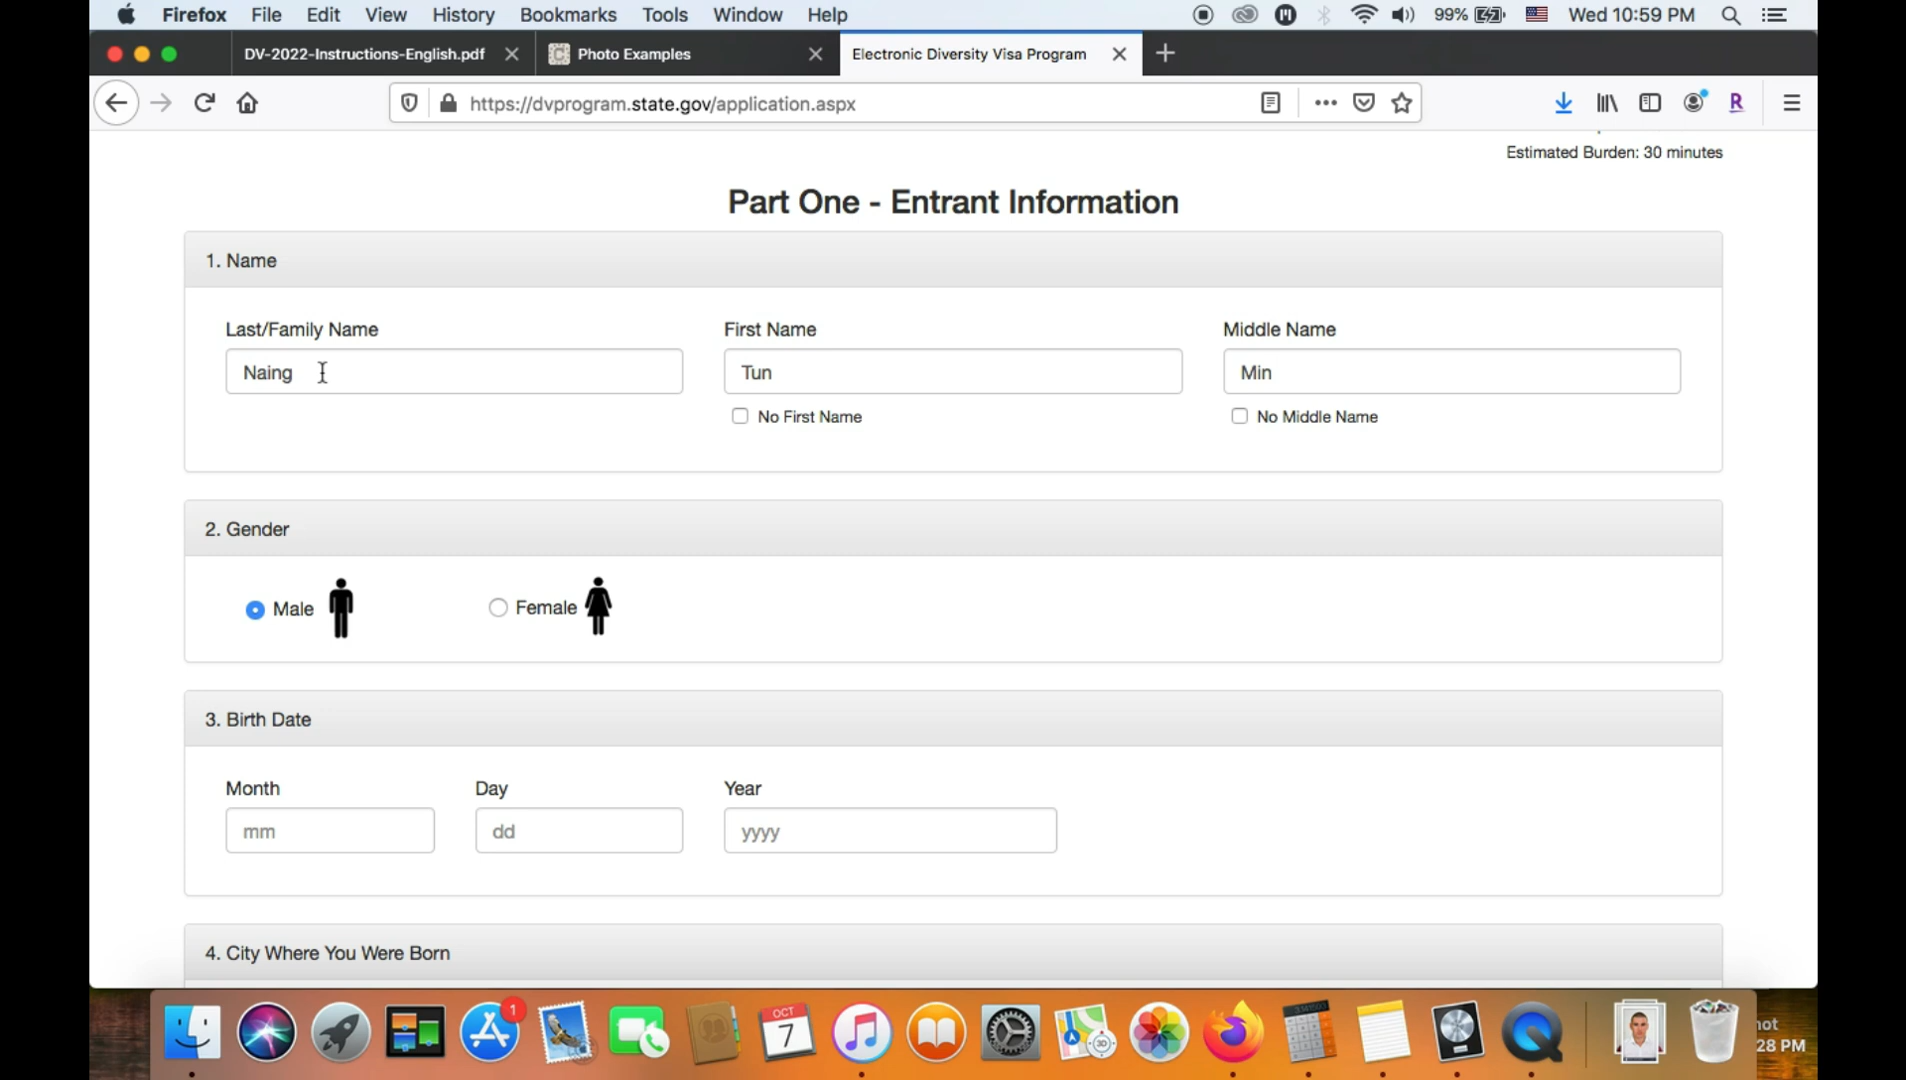 Firefox File Edit View History Bookmarks Tools Window Help 99% Wed 10:59 PM
DV-2022-Instructions-English.pdf Photo Examples Electronic Diversity Visa Program
https://dvprogram.state.gov/application.aspx R
Estimated Burden: 30 minutes
Part One - Entrant Information
1. Name
Last/Family Name First Name Middle Name
Naing Tun Min
No First Name No Middle Name
2. Gender
Male Female
3. Birth Date
Month Day Year
mm dd yyyy
4. City Where You Were Born
1
OCT
7
3D
28 PM